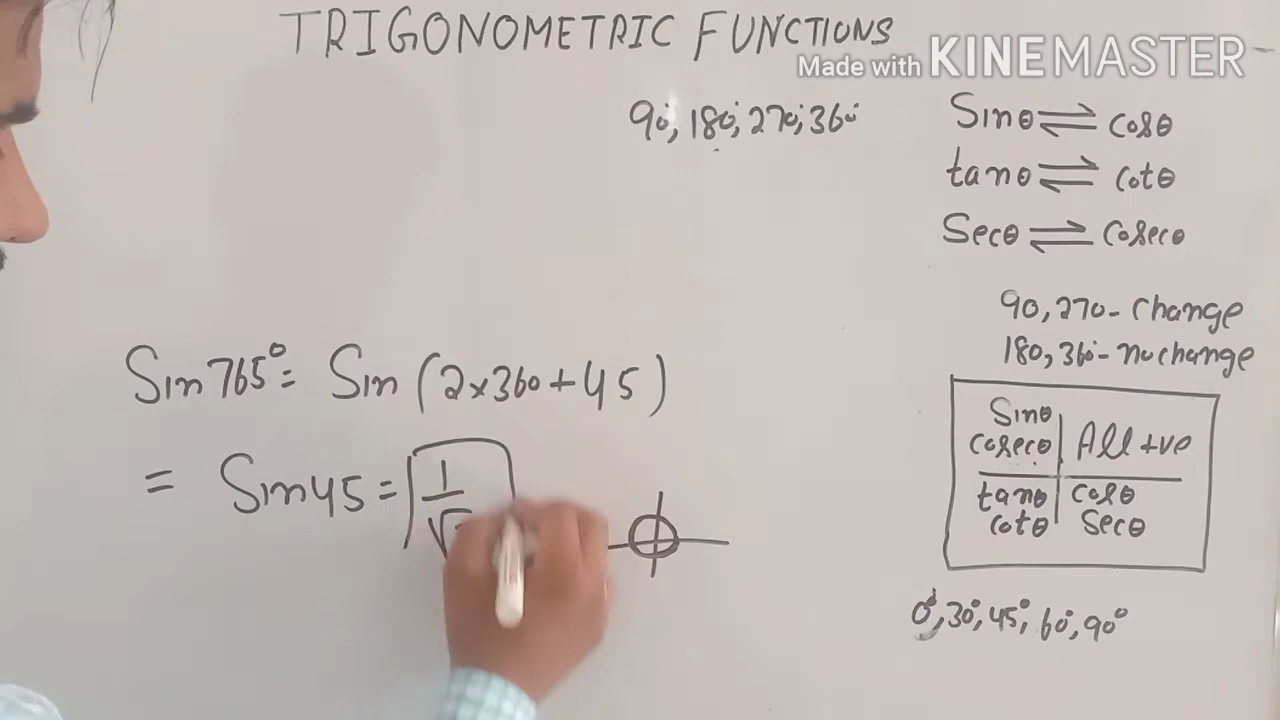 TRIGONOMETRIC FUNCTIONS
Made with KINEMASTER
90°, 180°, 270°, 360°
Sinθ ⇌ cosθ
tanθ ⇌ cotθ
Secθ ⇌ cosecθ
90, 270 - change
180, 360 - no change
Sin 765° = Sin (2×360+45)
= Sin 45 = 1/√
Sinθ
cosecθ
All +ve
tanθ
cotθ
cosθ
Secθ
0°, 30°, 45°, 60°, 90°